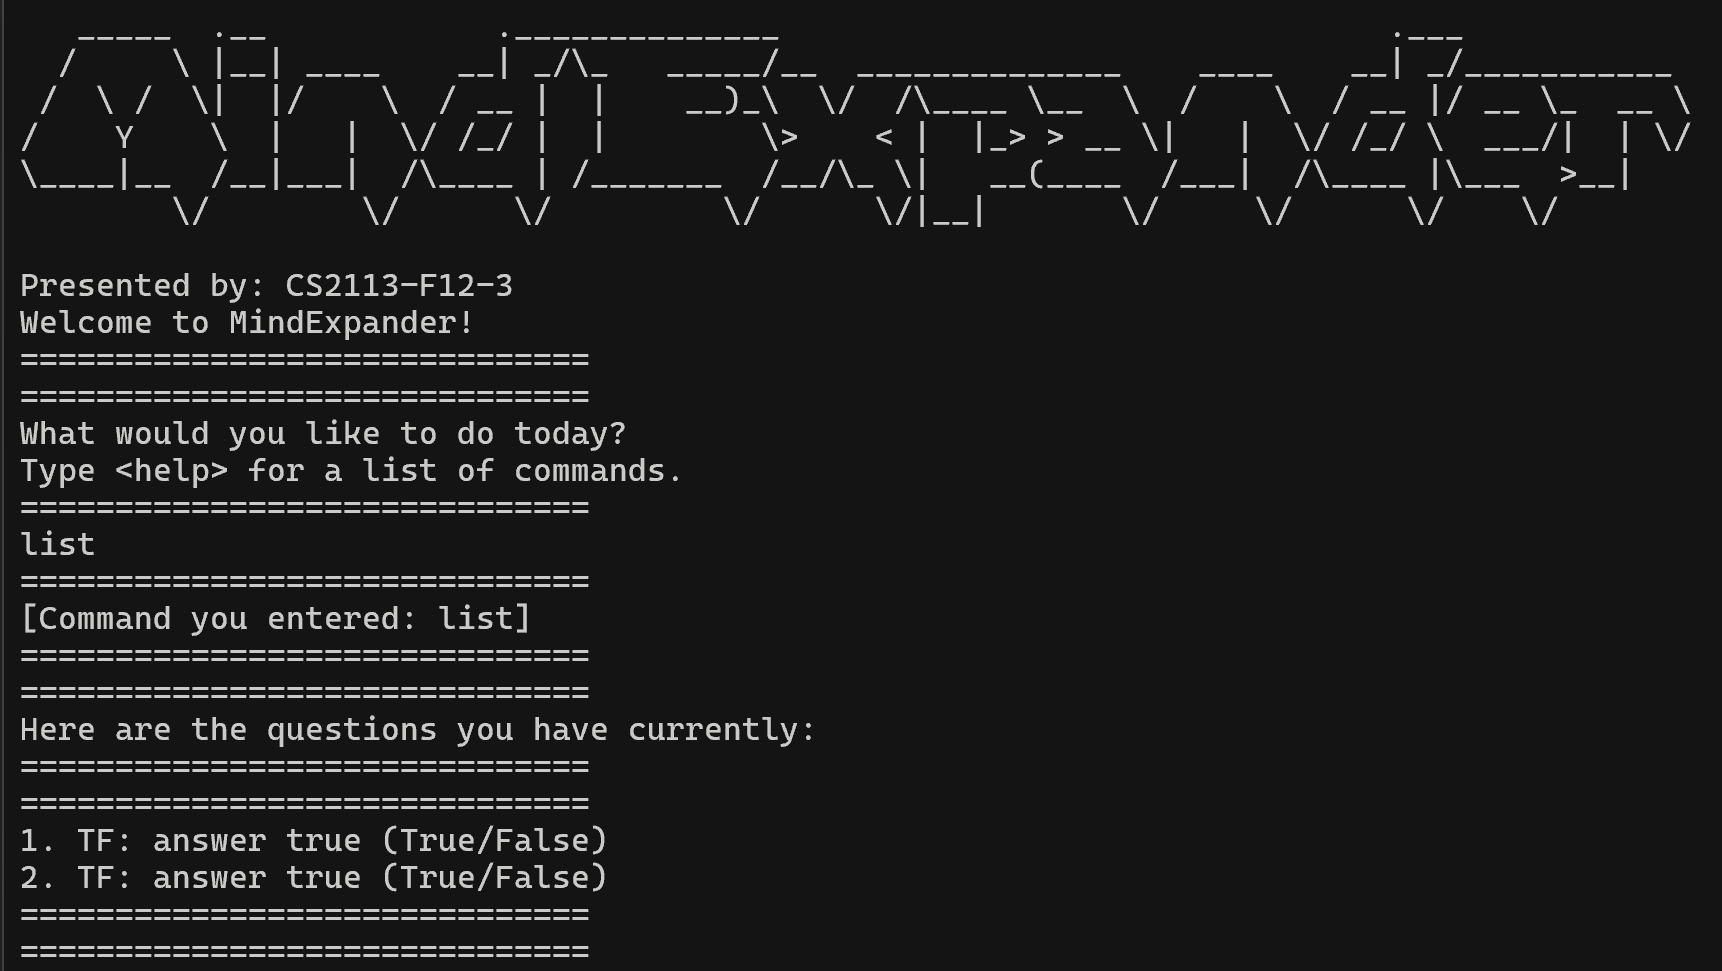 MindExpander
Presented by: CS2113-F12-3
Welcome to MindExpander!
==============================
==============================
What would you like to do today?
Type <help> for a list of commands.
==============================
list
==============================
[Command you entered: list]
==============================
==============================
Here are the questions you have currently:
==============================
==============================
1. TF: answer true (True/False)
2. TF: answer true (True/False)
==============================
==============================